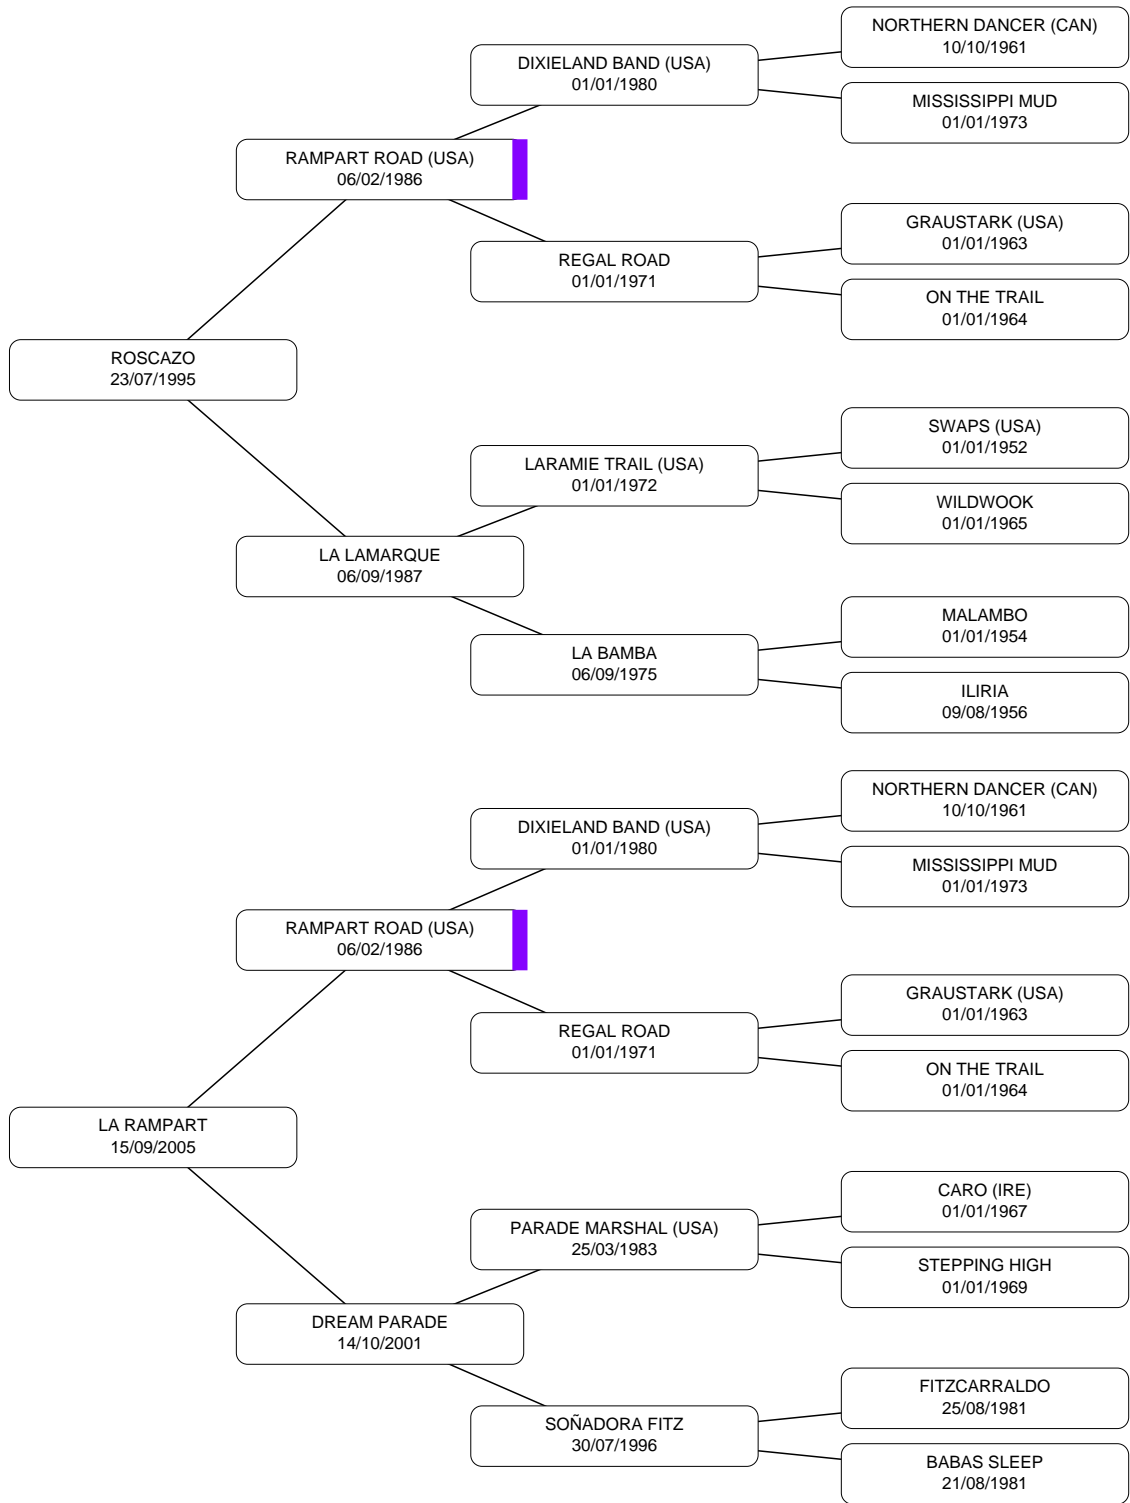 NORTHERN DANCER (CAN)
10/10/1961
DIXIELAND BAND (USA)
01/01/1980
MISSISSIPPI MUD
01/01/1973
RAMPART ROAD (USA)
06/02/1986
GRAUSTARK (USA)
01/01/1963
REGAL ROAD
01/01/1971
ON THE TRAIL
01/01/1964
ROSCAZO
23/07/1995
SWAPS (USA)
01/01/1952
LARAMIE TRAIL (USA)
01/01/1972
WILDWOOK
01/01/1965
LA LAMARQUE
06/09/1987
MALAMBO
01/01/1954
LA BAMBA
06/09/1975
ILIRIA
09/08/1956
NORTHERN DANCER (CAN)
10/10/1961
DIXIELAND BAND (USA)
01/01/1980
MISSISSIPPI MUD
01/01/1973
RAMPART ROAD (USA)
06/02/1986
GRAUSTARK (USA)
01/01/1963
REGAL ROAD
01/01/1971
ON THE TRAIL
01/01/1964
LA RAMPART
15/09/2005
CARO (IRE)
01/01/1967
PARADE MARSHAL (USA)
25/03/1983
STEPPING HIGH
01/01/1969
DREAM PARADE
14/10/2001
FITZCARRALDO
25/08/1981
SOÑADORA FITZ
30/07/1996
BABAS SLEEP
21/08/1981